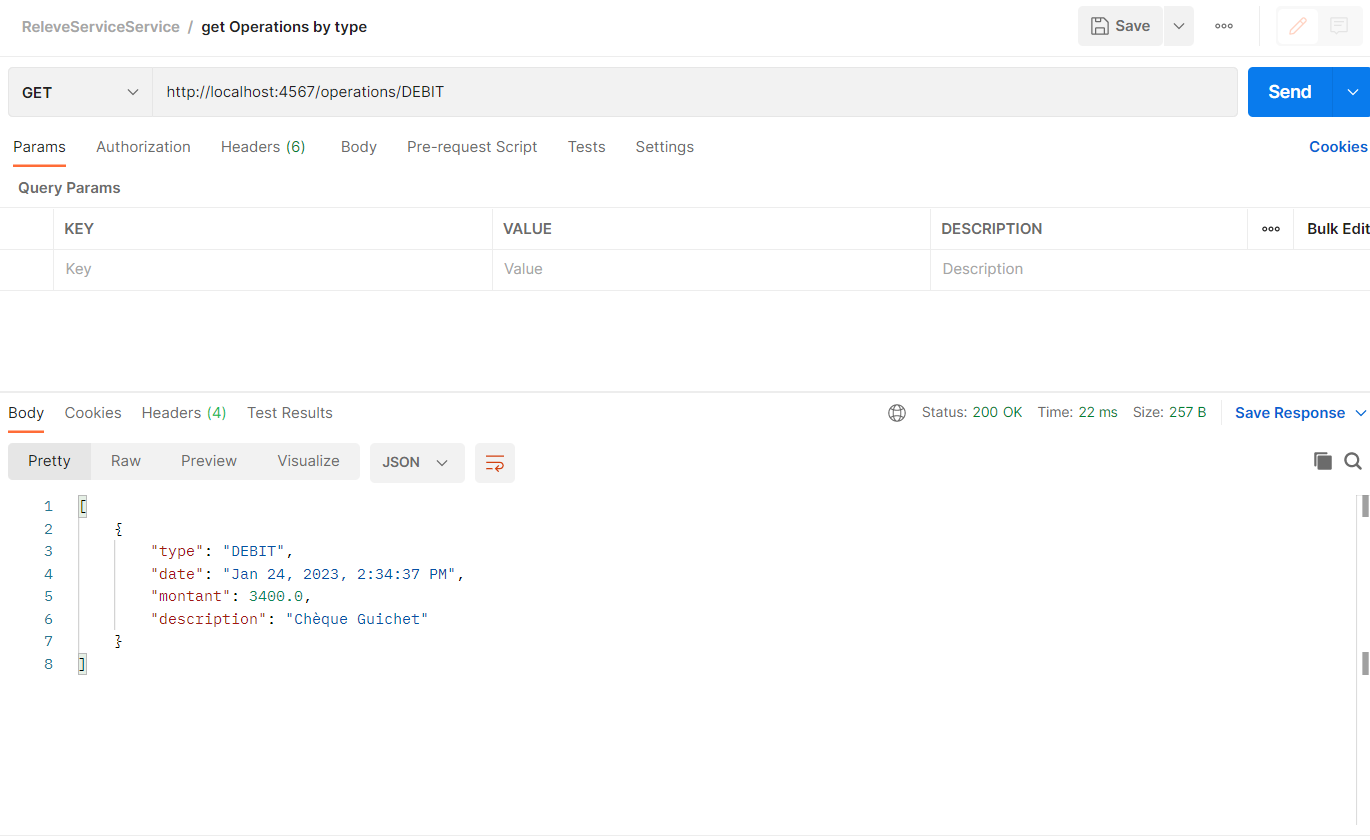 ReleveServiceService / get Operations by type
Save
GET
http://localhost:4567/operations/DEBIT
Send
Params Authorization Headers (6) Body Pre-request Script Tests Settings Cookies
Query Params
KEY VALUE DESCRIPTION Bulk Edit
Key Value Description
Body Cookies Headers (4) Test Results Status: 200 OK Time: 22 ms Size: 257 B Save Response
Pretty Raw Preview Visualize JSON
1 [
2 {
3 "type": "DEBIT",
4 "date": "Jan 24, 2023, 2:34:37 PM",
5 "montant": 3400.0,
6 "description": "Chèque Guichet"
7 }
8 ]